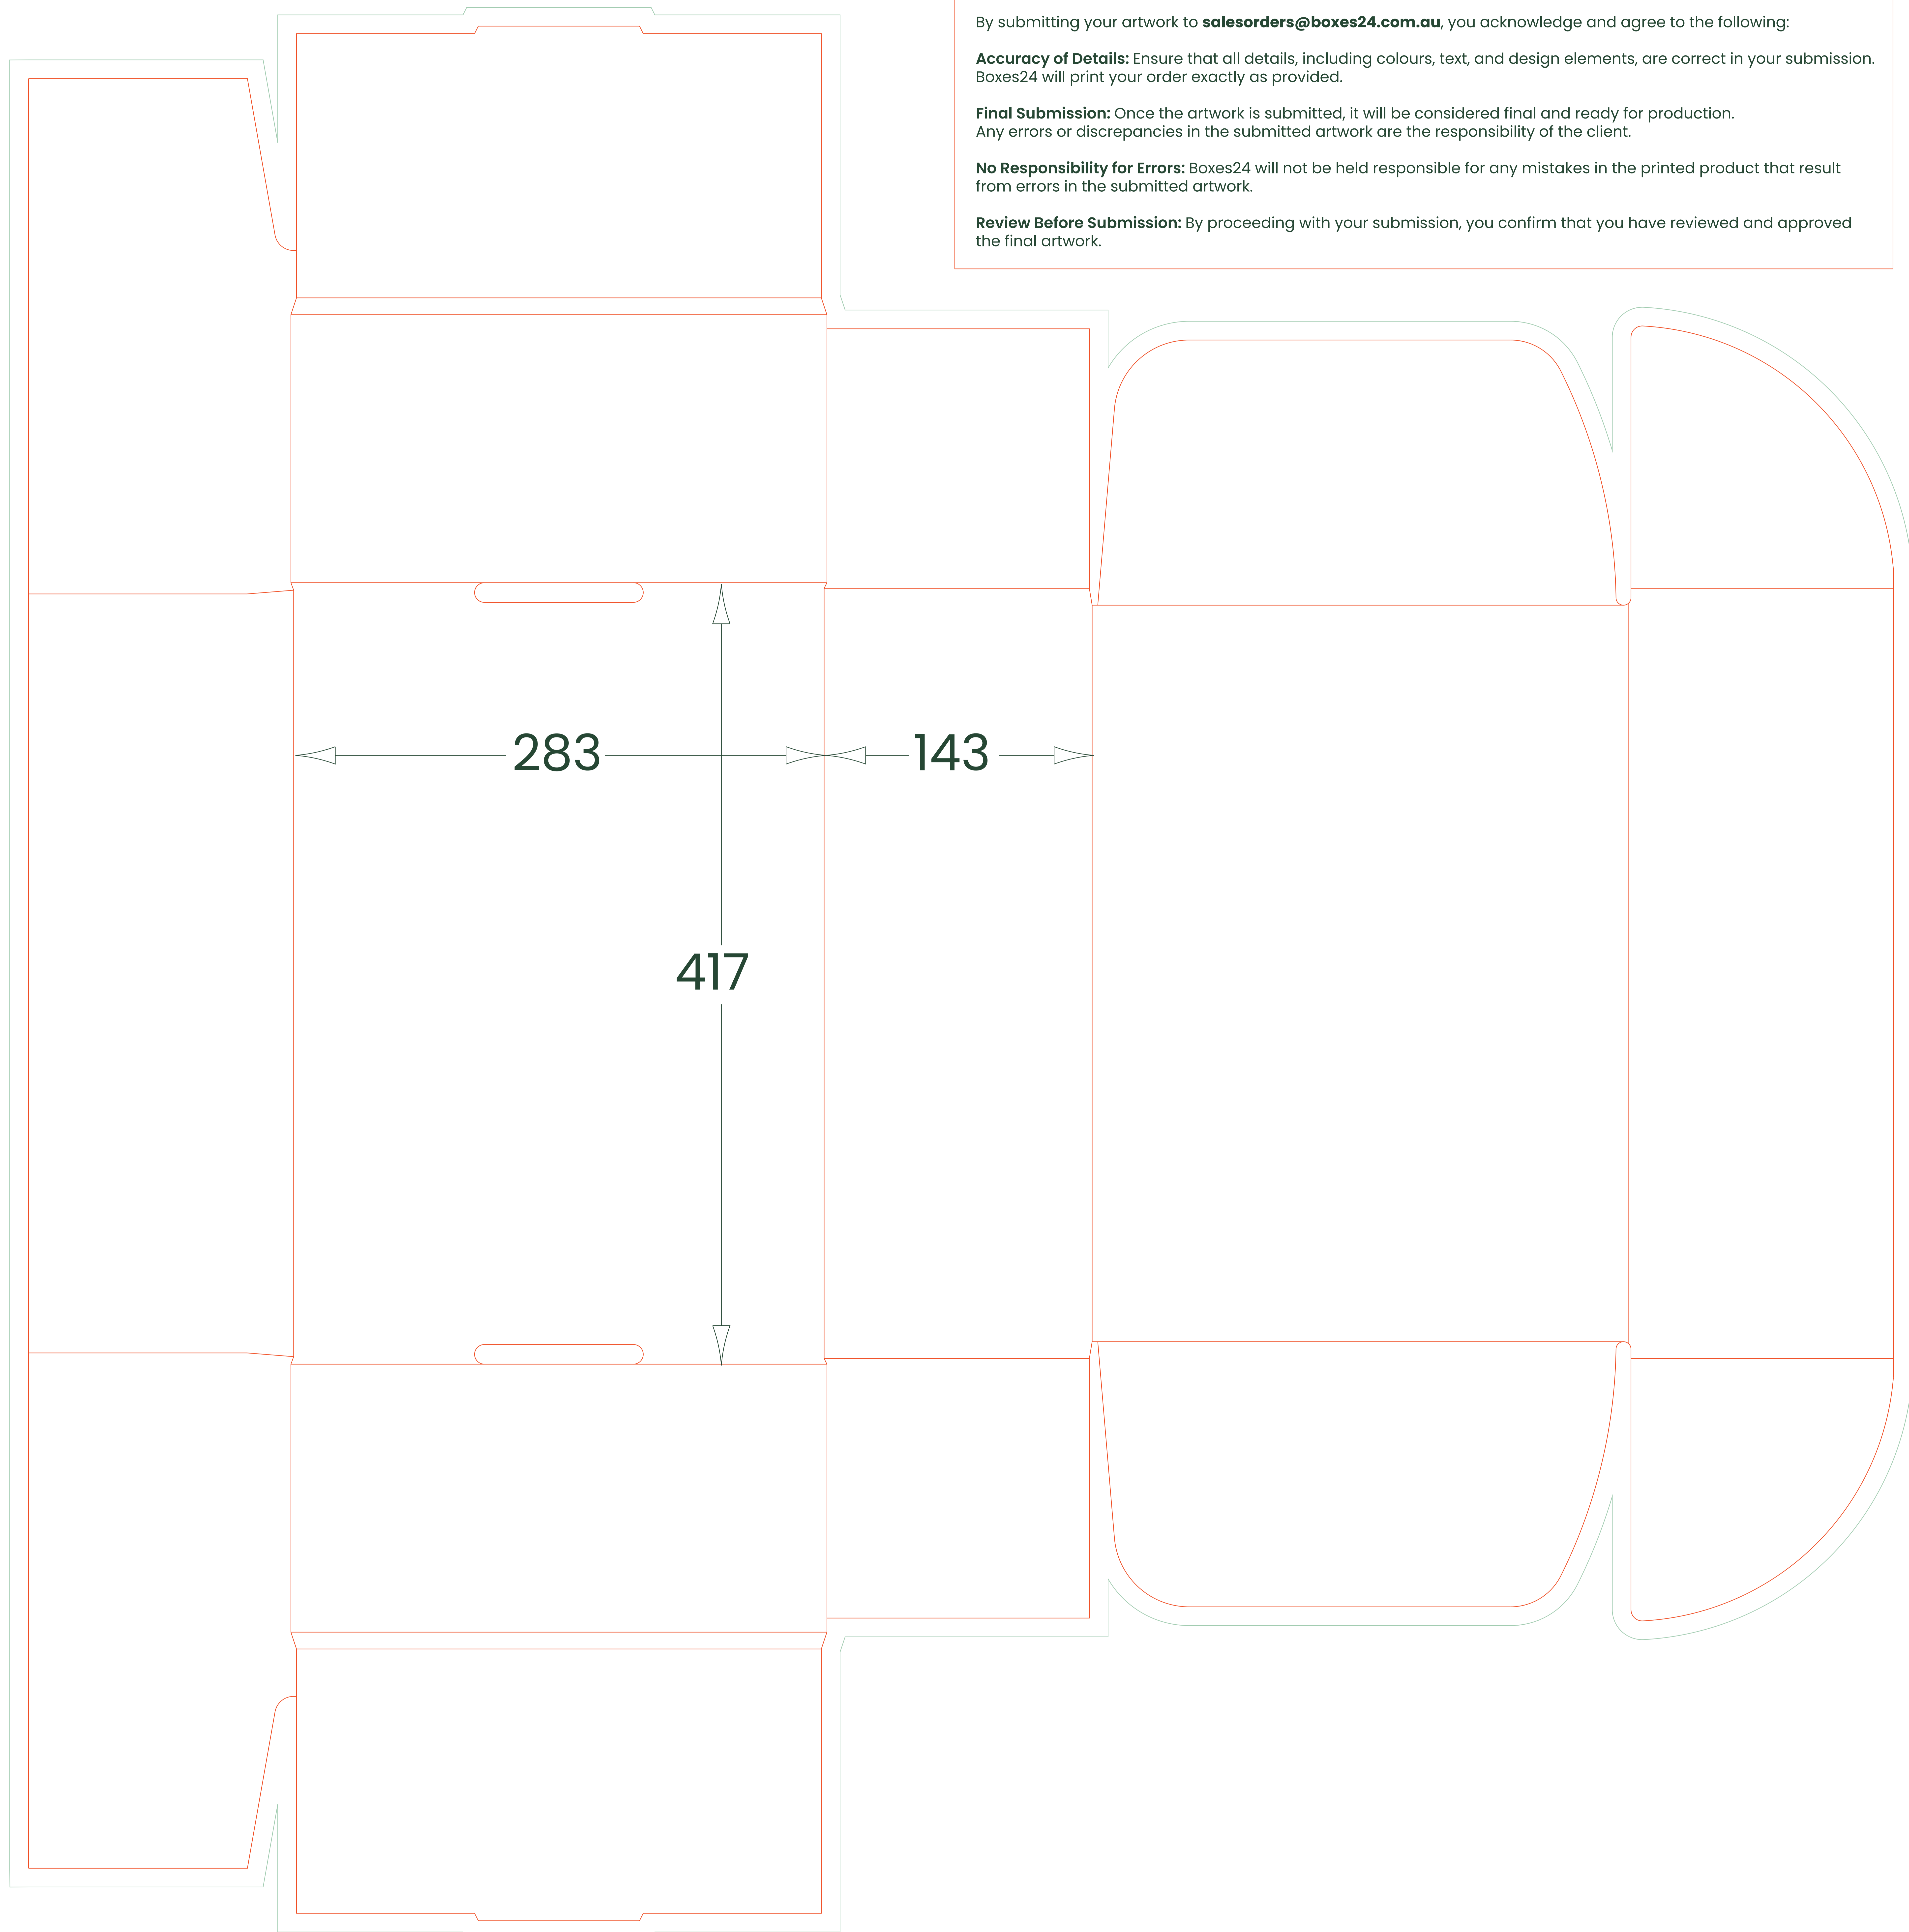 By submitting your artwork to salesorders@boxes24.com.au, you acknowledge and agree to the following:
Accuracy of Details: Ensure that all details, including colours, text, and design elements, are correct in your submission.
Boxes24 will print your order exactly as provided.
Final Submission: Once the artwork is submitted, it will be considered final and ready for production.
Any errors or discrepancies in the submitted artwork are the responsibility of the client.
No Responsibility for Errors: Boxes24 will not be held responsible for any mistakes in the printed product that result
from errors in the submitted artwork.
Review Before Submission: By proceeding with your submission, you confirm that you have reviewed and approved
the final artwork.
283
143
417